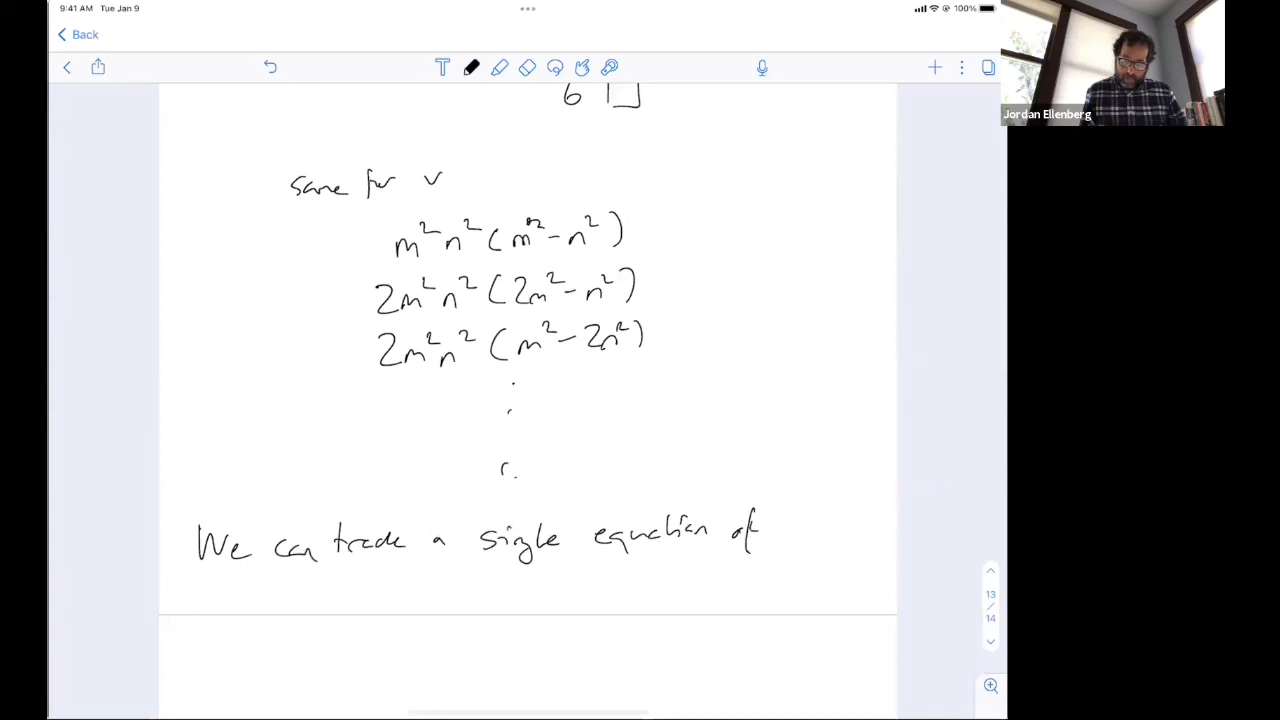 9:41 AM Tue Jan 9
100%
Back
Jordan Ellenberg
6 □
same for v
m²n²(m²-n²)
2m²n²(2m²-n²)
2m²n²(m²-2n²)
We can trade a single equation of
13
/
14